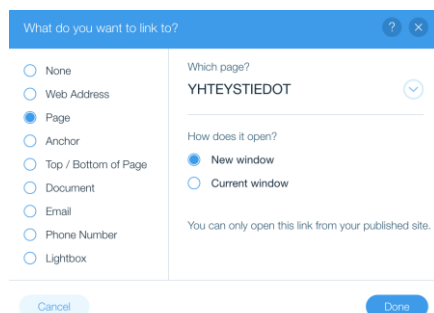 What do you want to link to?
? ×
None
Web Address
Page
Anchor
Top / Bottom of Page
Document
Email
Phone Number
Lightbox
Which page?
YHTEYSTIEDOT
How does it open?
New window
Current window
You can only open this link from your published site.
Cancel
Done